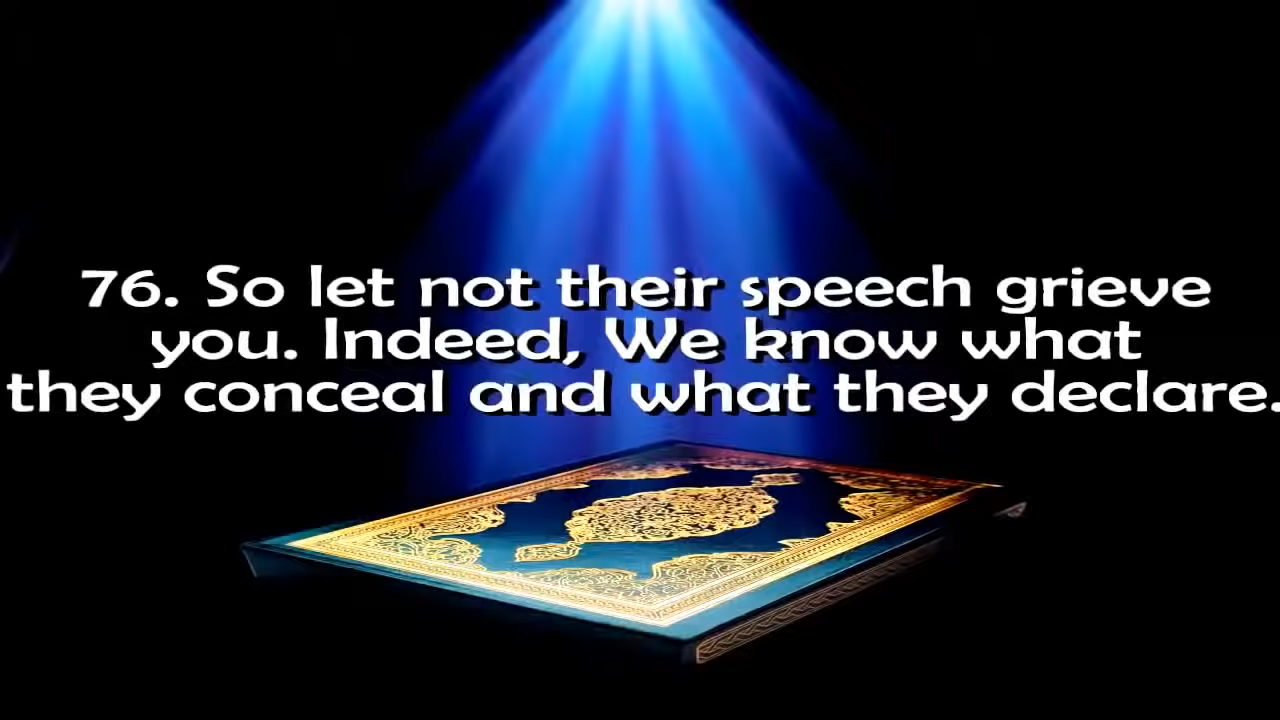 76. So let not their speech grieve
you. Indeed, We know what
they conceal and what they declare.